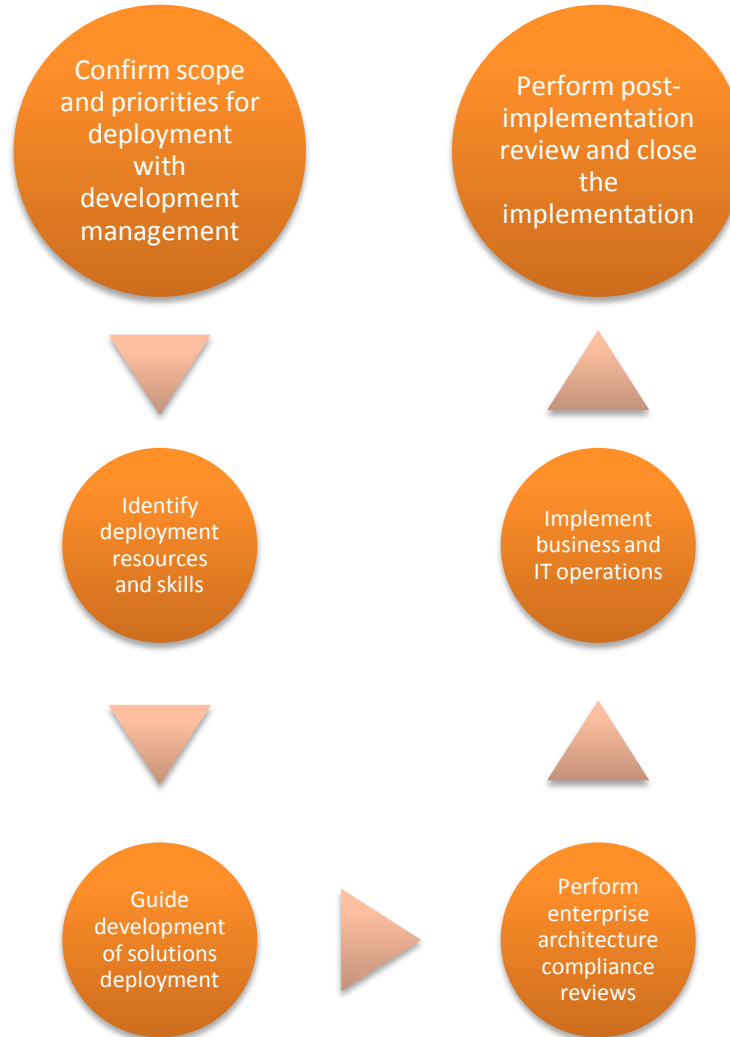 Confirm scope
and priorities for
deployment
with
development
management
Identify
deployment
resources
and skills
Guide
development
of solutions
deployment
Perform
enterprise
architecture
compliance
reviews
Implement
business and
IT operations
Perform post-
implementation
review and close
the
implementation